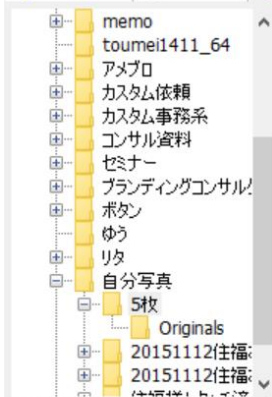 memo
toumei1411_64
アメブロ
カスタム依頼
カスタム事務系
コンサル資料
セミナー
ブランディングコンサル
ボタン
ゆう
リタ
自分写真
5枚
Originals
20151112住福
20151112住福